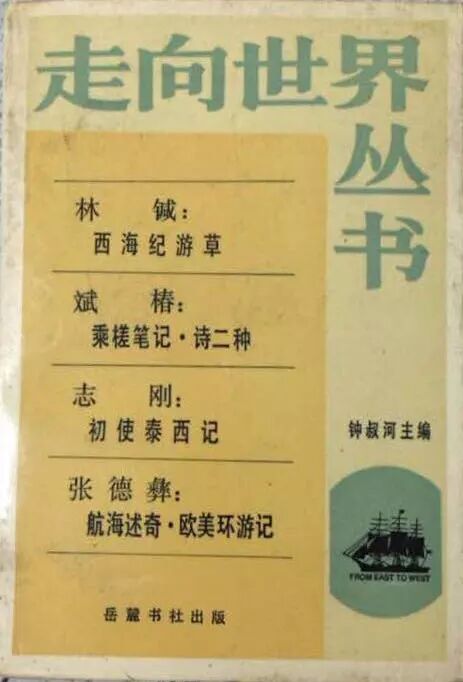 走向世界
丛书
林 鍼:
西海纪游草
斌 椿:
乘槎笔记·诗二种
志 刚:
初使泰西记
张德彝:
航海述奇·欧美环游记
钟叔河主编
FROM EAST TO WEST
岳麓书社出版